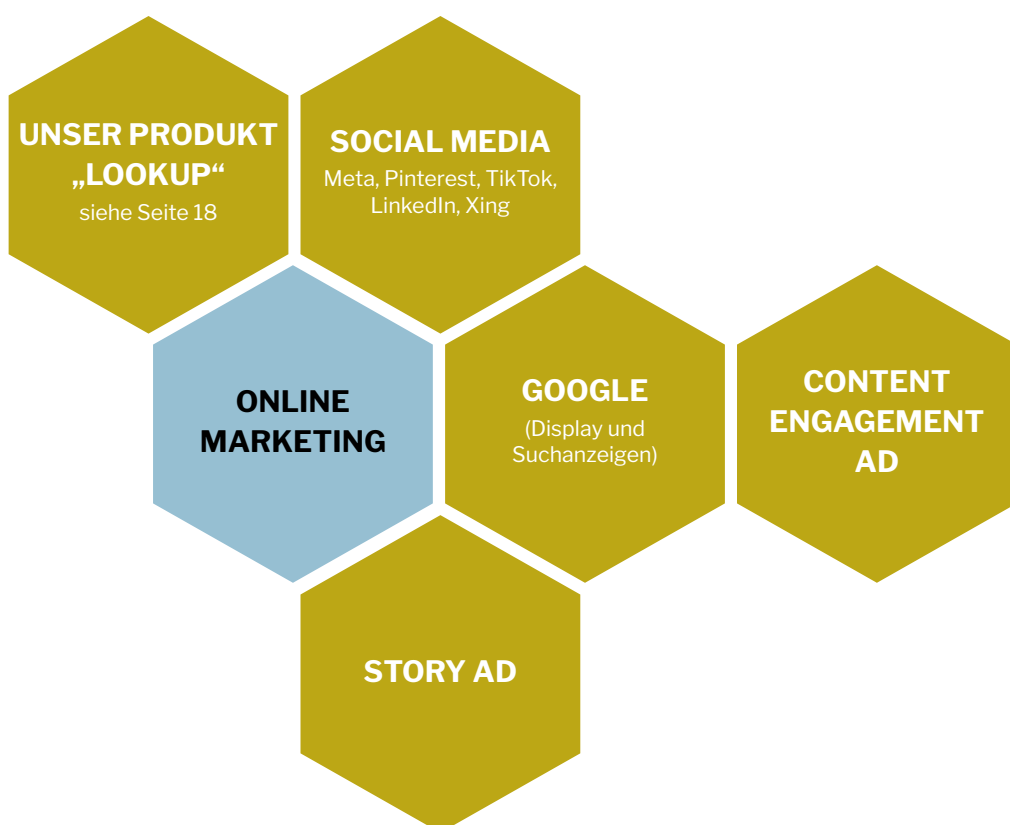 UNSER PRODUKT
„LOOKUP“
siehe Seite 18
SOCIAL MEDIA
Meta, Pinterest, TikTok,
LinkedIn, Xing
ONLINE
MARKETING
GOOGLE
(Display und
Suchanzeigen)
CONTENT
ENGAGEMENT
AD
STORY AD